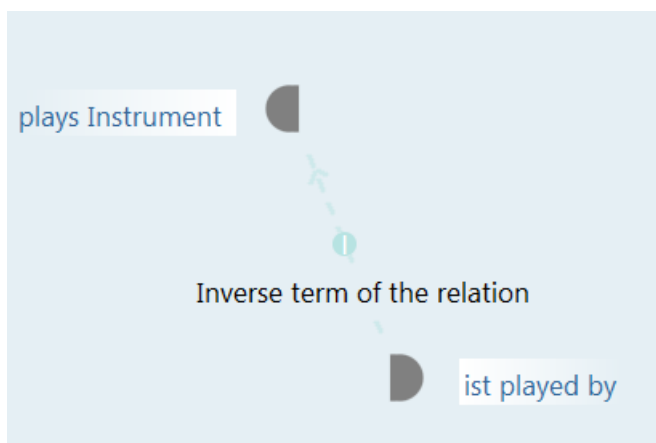 plays Instrument
Inverse term of the relation
ist played by